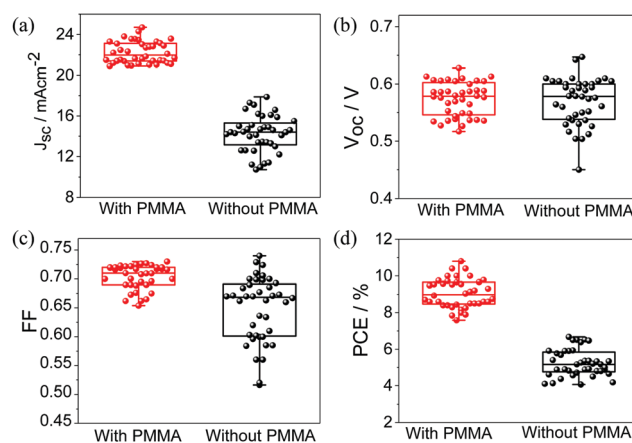 (a)
J_sc / mAcm⁻²
24
20
16
12
8
With PMMA Without PMMA
(b)
V_OC / V
0.7
0.6
0.5
0.4
With PMMA Without PMMA
(c)
FF
0.75
0.70
0.65
0.60
0.55
0.50
0.45
With PMMA Without PMMA
(d)
PCE / %
12
10
8
6
4
2
With PMMA Without PMMA